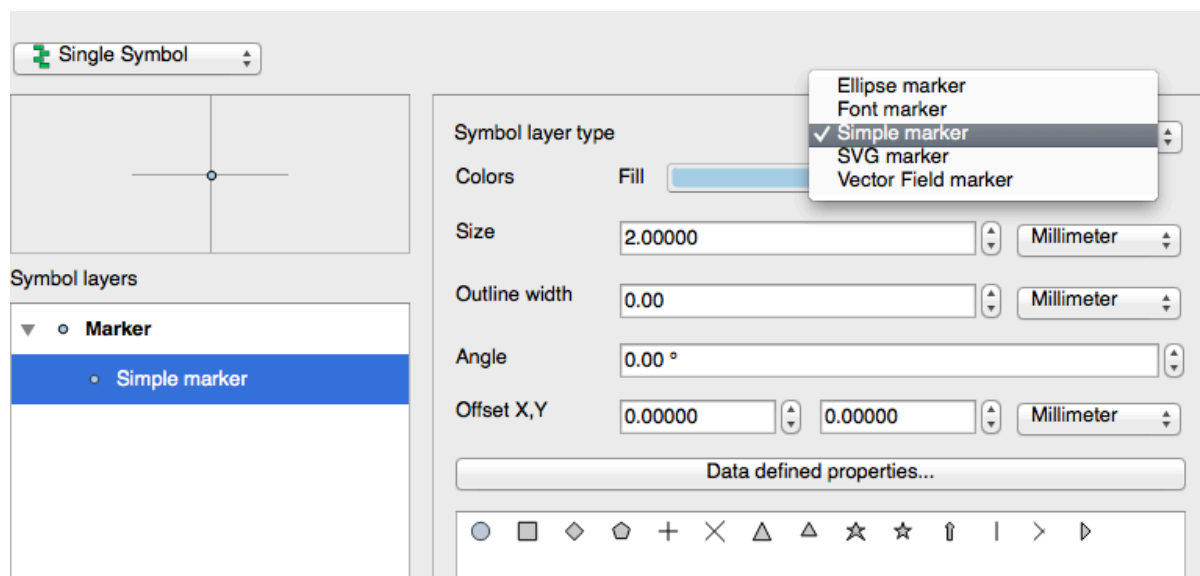 Single Symbol
Ellipse marker
Font marker
✓ Simple marker
SVG marker
Vector Field marker
Symbol layer type
Colors Fill
Size 2.00000 Millimeter
Symbol layers
Outline width 0.00 Millimeter
Marker
Simple marker
Angle 0.00 °
Offset X,Y 0.00000 0.00000 Millimeter
Data defined properties...